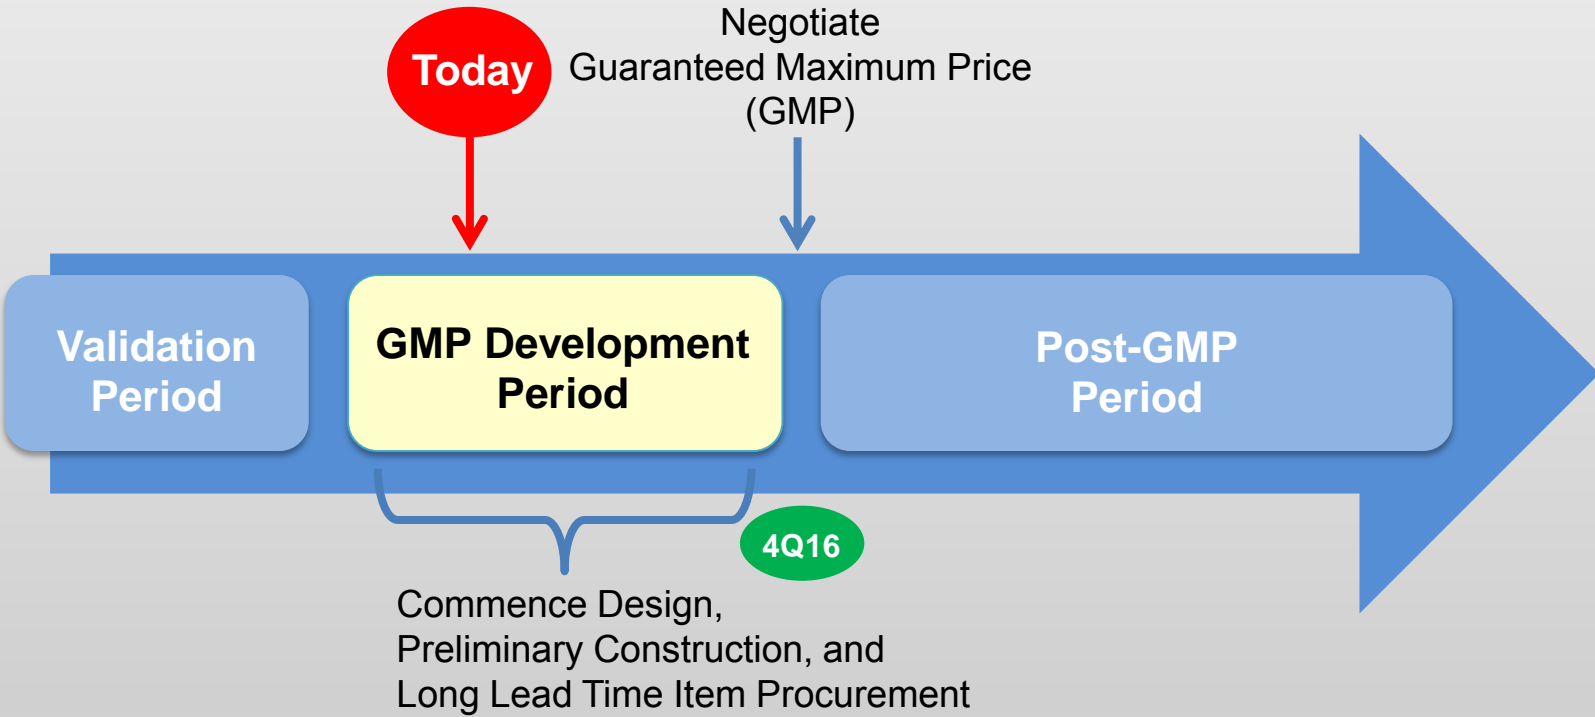 Today
Negotiate
Guaranteed Maximum Price
(GMP)
Validation
Period
GMP Development
Period
Post-GMP
Period
4Q16
Commence Design,
Preliminary Construction, and
Long Lead Time Item Procurement